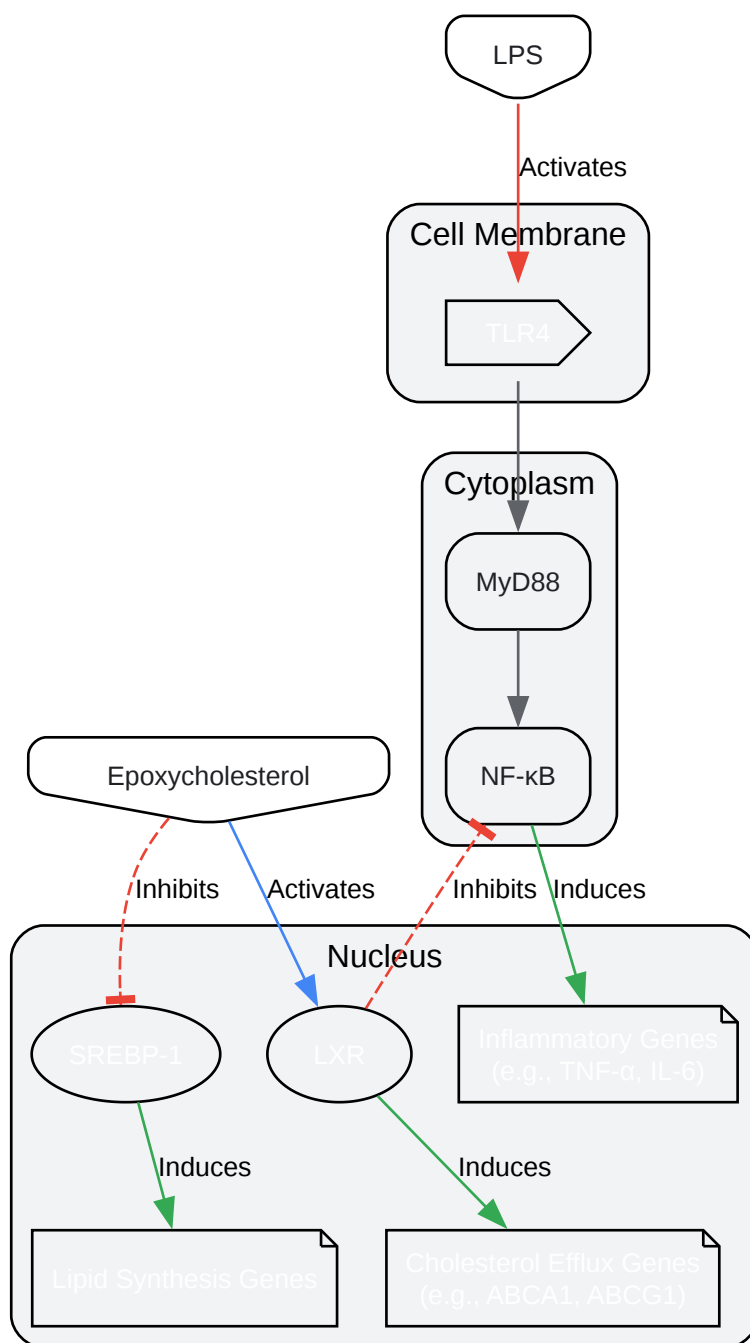 LPS
Activates
Cell Membrane
TLR4
Cytoplasm
MyD88
Epoxycholesterol
NF-κB
Inhibits
Activates
Inhibits
Induces
Nucleus
SREBP-1
LXR
Inflammatory Genes
(e.g., TNF-α, IL-6)
Induces
Induces
Lipid Synthesis Genes
Cholesterol Efflux Genes
(e.g., ABCA1, ABCG1)